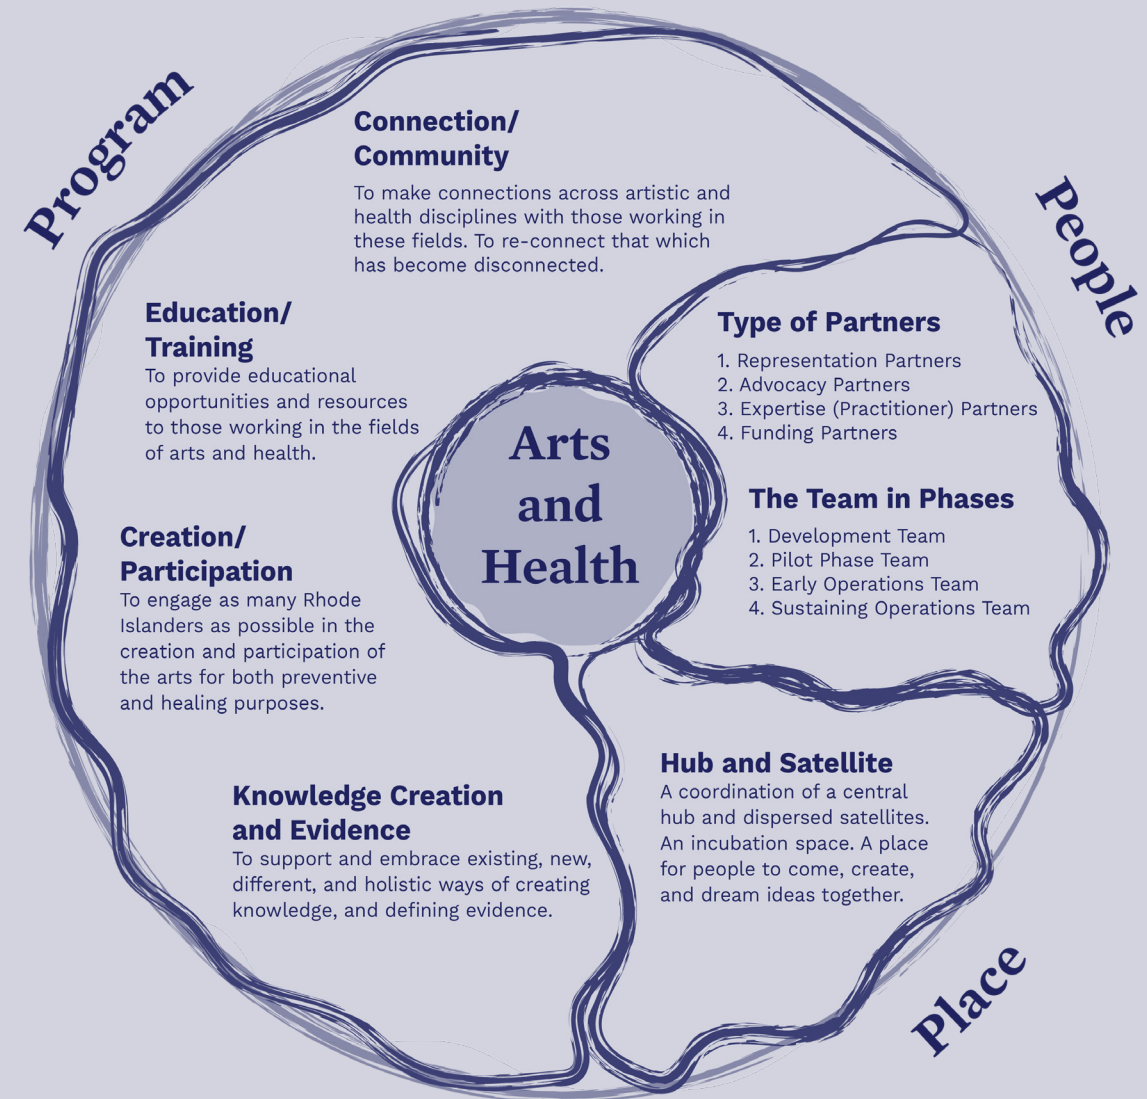 Program
Connection/
Community
To make connections across artistic and
health disciplines with those working in
these fields. To re-connect that which
has become disconnected.
Education/
Training
To provide educational
opportunities and resources
to those working in the fields
of arts and health.
Creation/
Participation
To engage as many Rhode
Islanders as possible in the
creation and participation of
the arts for both preventive
and healing purposes.
Knowledge Creation
and Evidence
To support and embrace existing, new,
different, and holistic ways of creating
knowledge, and defining evidence.
Arts
and
Health
People
Type of Partners
1. Representation Partners
2. Advocacy Partners
3. Expertise (Practitioner) Partners
4. Funding Partners
The Team in Phases
1. Development Team
2. Pilot Phase Team
3. Early Operations Team
4. Sustaining Operations Team
Place
Hub and Satellite
A coordination of a central
hub and dispersed satellites.
An incubation space. A place
for people to come, create,
and dream ideas together.